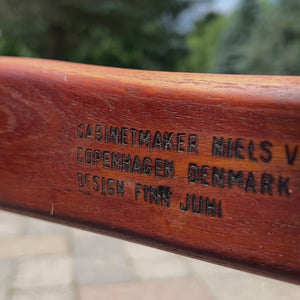 CABINETMAKER NIELS V
COPENHAGEN DENMARK
DESIGN FINN JUHL